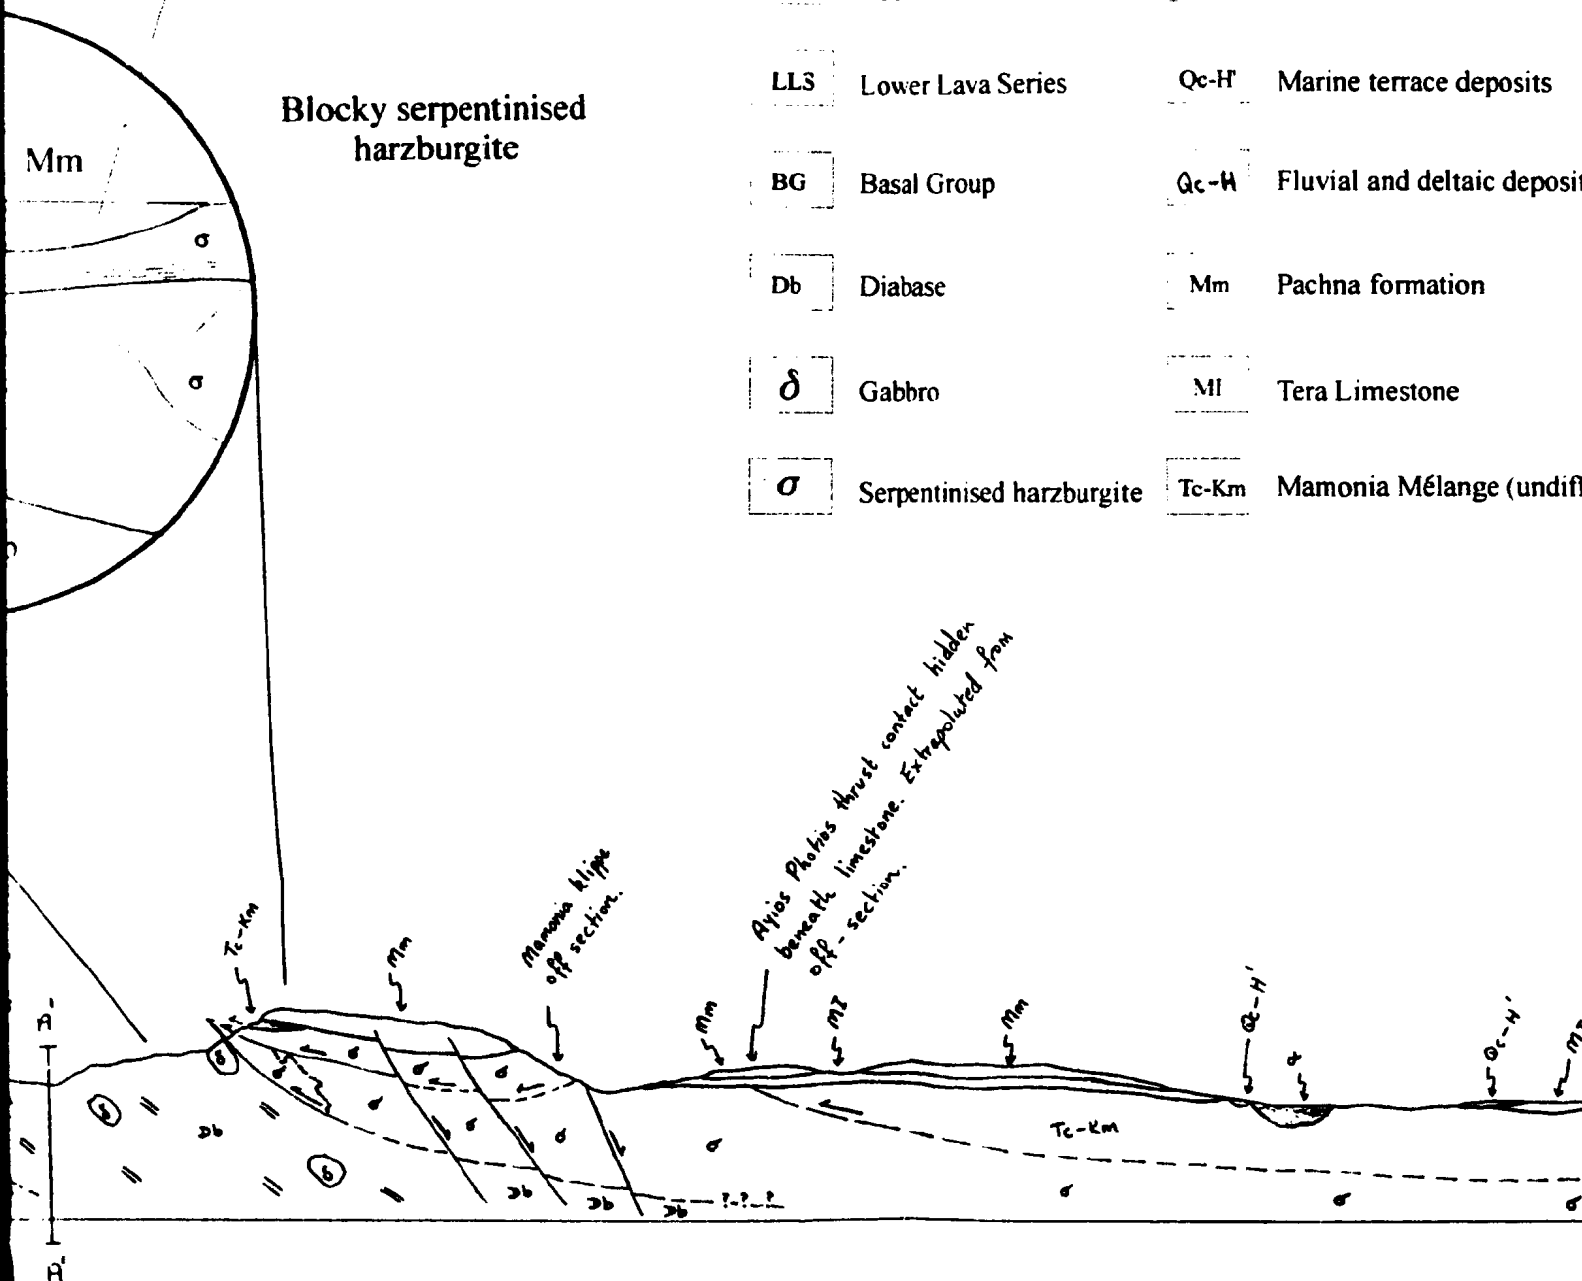 Blocky serpentinised
harzburgite
Mm
σ
σ
LLS Lower Lava Series
BG Basal Group
Db Diabase
δ Gabbro
σ Serpentinised harzburgite
Qc-H' Marine terrace deposits
Qc-H Fluvial and deltaic deposit
Mm Pachna formation
Ml Tera Limestone
Tc-Km Mamonia Mélange (undiff
Tc-Km
Mm
Mamonia klippe
off section.
Mm
Ayios Photios thrust contact hidden
beneath limestone. Extrapolated from
off-section.
Ml
Mm
Qc-H'
α
Qc-H'
A'
δ
σ
σ
σ
σ
σ
σ
σ
σ
δ
Db
δ
Db
Db
Db
?-?-?
Tc-Km
σ
σ
σ
A'